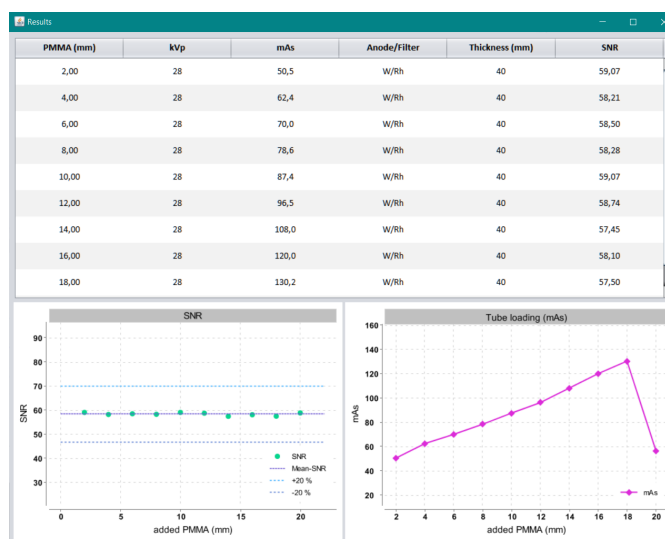 Results
PMMA (mm) kVp mAs Anode/Filter Thickness (mm) SNR
2,00 28 50,5 W/Rh 40 59,07
4,00 28 62,4 W/Rh 40 58,21
6,00 28 70,0 W/Rh 40 58,50
8,00 28 78,6 W/Rh 40 58,28
10,00 28 87,4 W/Rh 40 59,07
12,00 28 96,5 W/Rh 40 58,74
14,00 28 108,0 W/Rh 40 57,45
16,00 28 120,0 W/Rh 40 58,10
18,00 28 130,2 W/Rh 40 57,50
SNR
90
80
70
60
50
40
30
SNR
SNR
Mean-SNR
+20 %
-20 %
0 5 10 15 20
added PMMA (mm)
Tube loading (mAs)
160
140
120
100
80
60
40
20
mAs
mAs
2 4 6 8 10 12 14 16 18 20
added PMMA (mm)